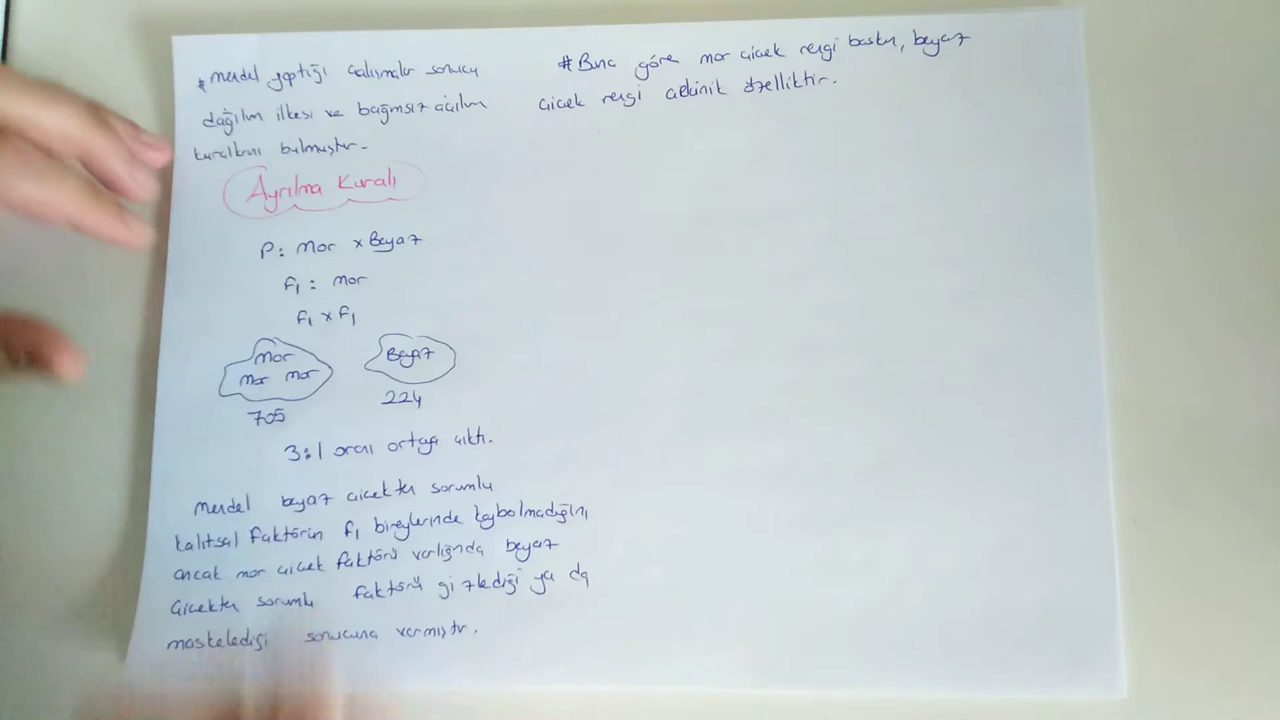 * mendel yaptığı çalışmalar sonucu
dağılım ilkesi ve bağımsız açılım
kurallarını bulmuştur.
Ayrılma Kuralı
P: Mor x Beyaz
F1 : mor
F1 x F1
Mor
mor mor
Beyaz
705
224
3:1 oranı ortaya çıktı.
mendel beyaz çiçekten sorumlu
kalıtsal faktörün F1 bireylerinde kaybolmadığını,
ancak mor çiçek faktörü varlığında beyaz
çiçekten sorumlu faktörü gizlediği ya da
maskelediği sonucuna varmıştır.
# Buna göre mor çiçek rengi baskın, beyaz
çiçek rengi çekinik özelliktir.